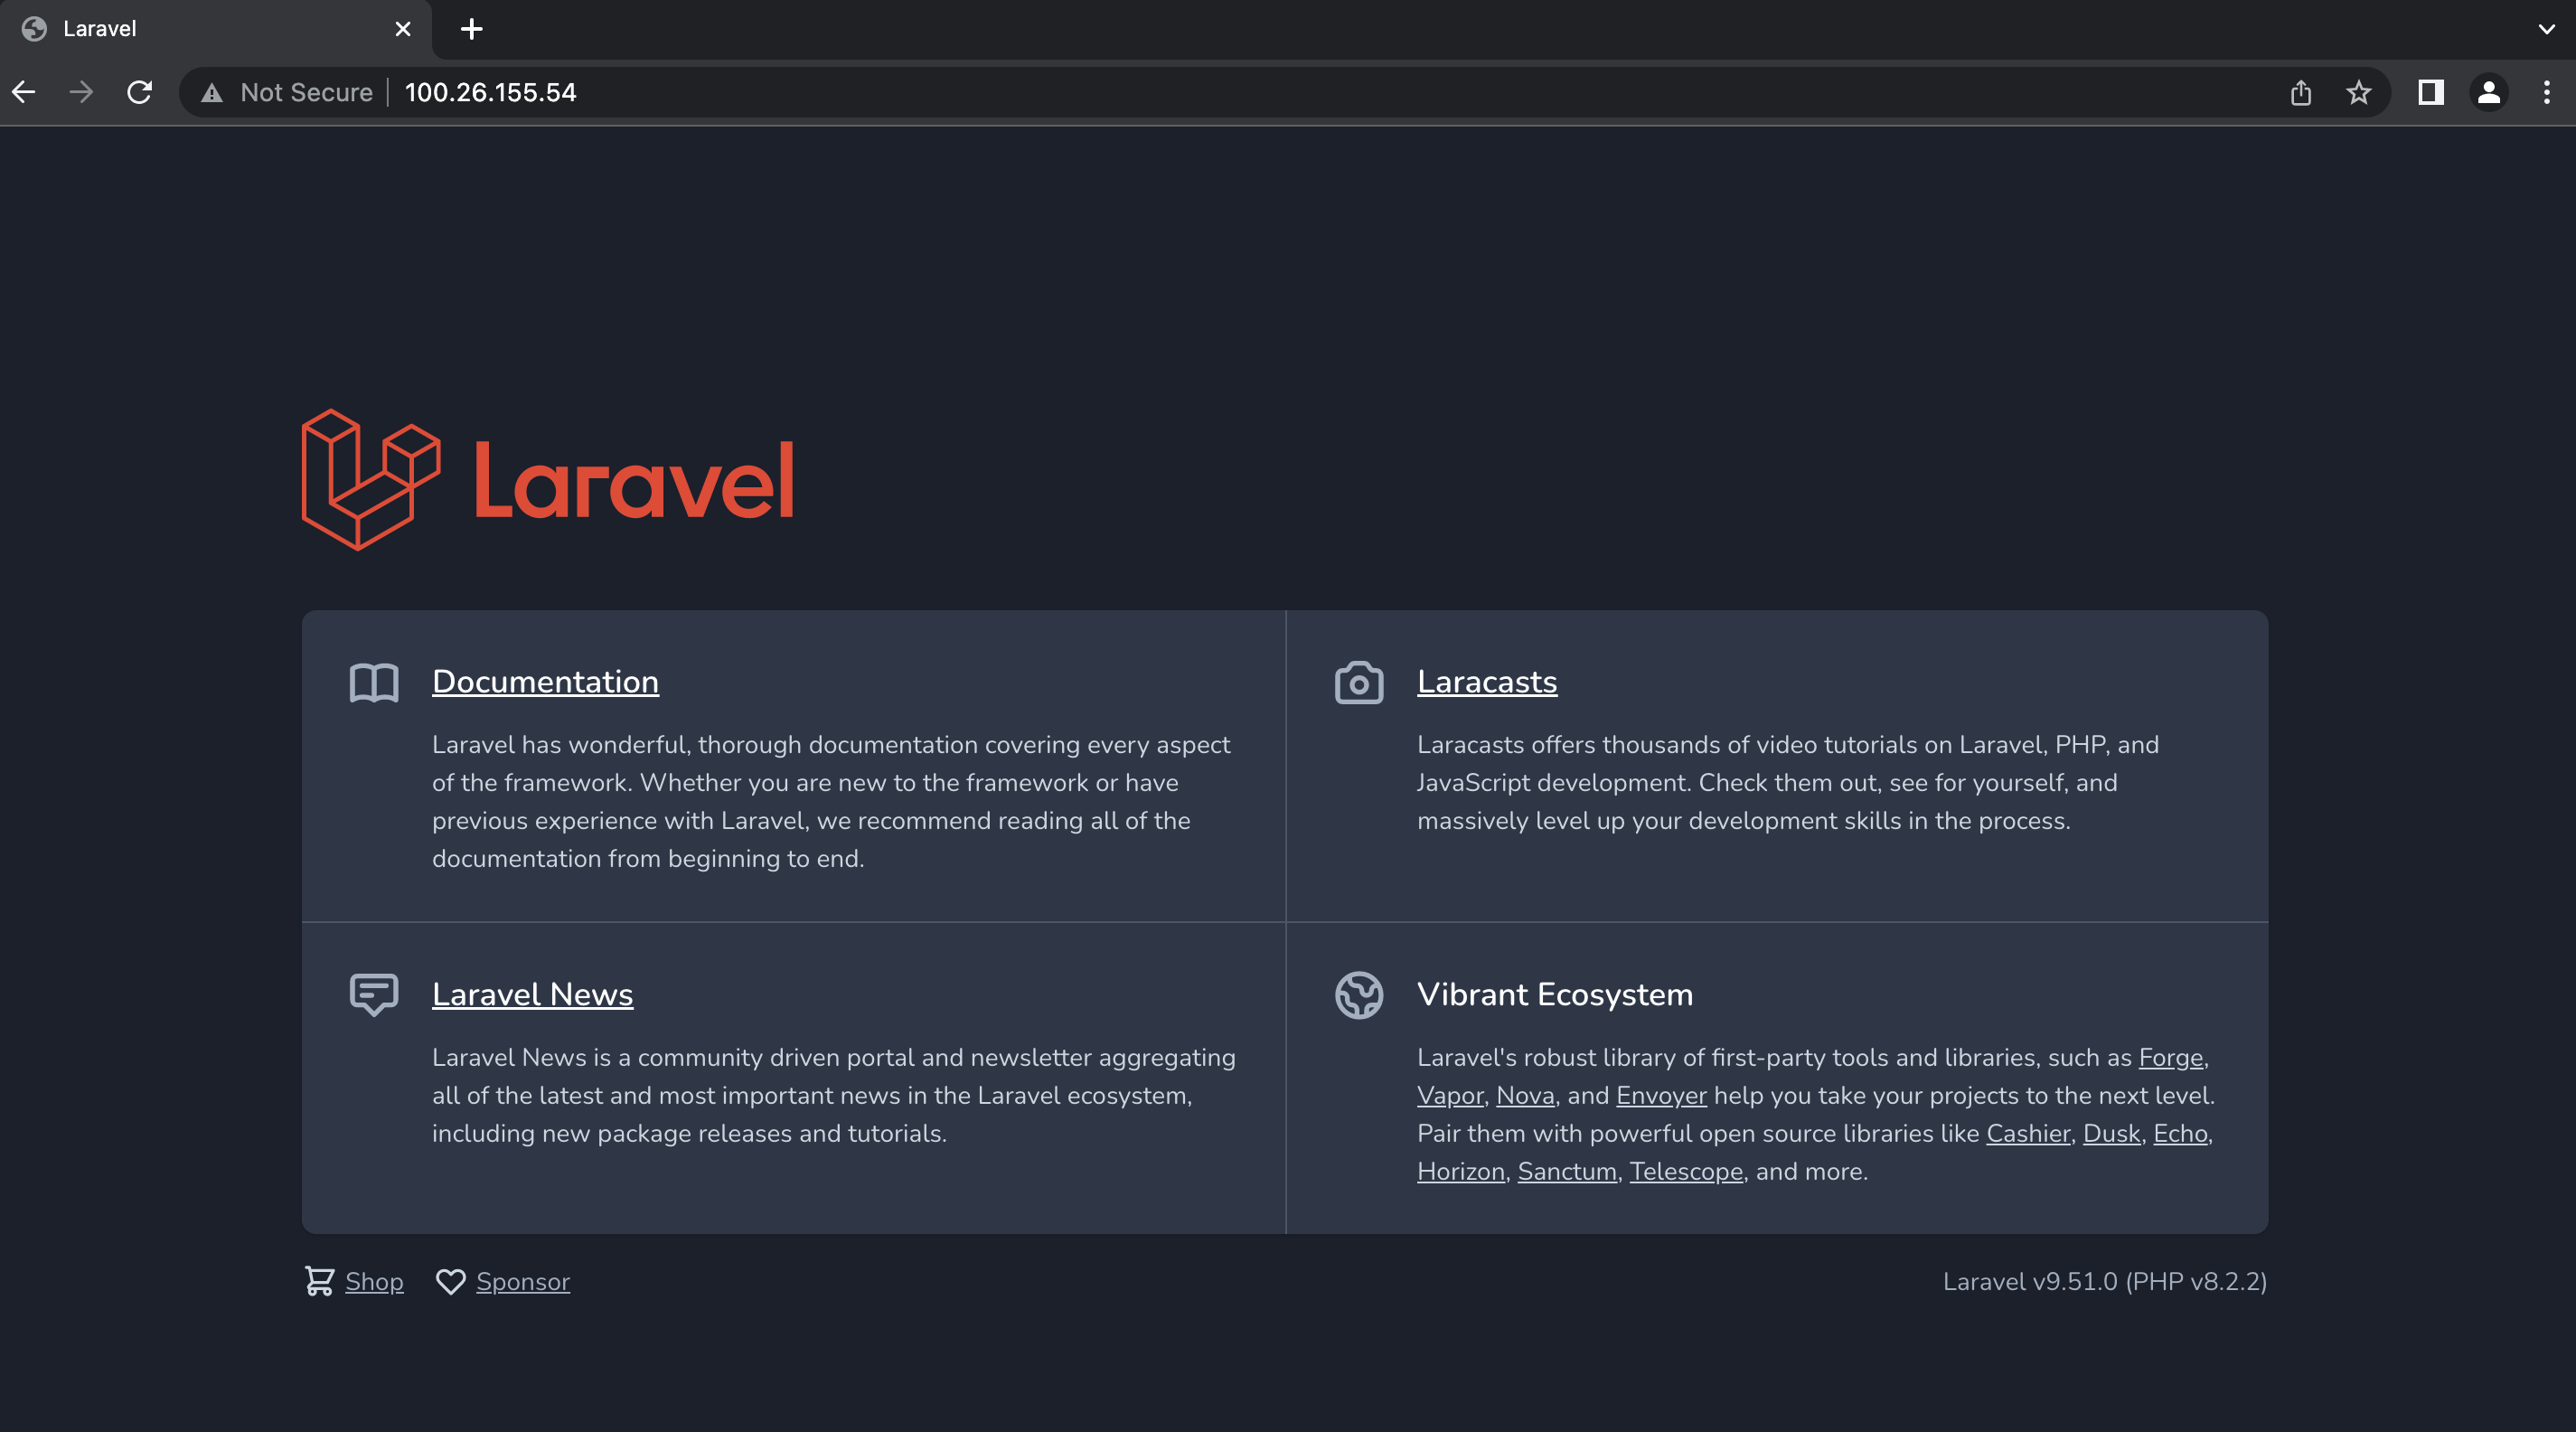 Laravel
Not Secure 100.26.155.54
Laravel
Documentation
Laravel has wonderful, thorough documentation covering every aspect
of the framework. Whether you are new to the framework or have
previous experience with Laravel, we recommend reading all of the
documentation from beginning to end.
Laracasts
Laracasts offers thousands of video tutorials on Laravel, PHP, and
JavaScript development. Check them out, see for yourself, and
massively level up your development skills in the process.
Laravel News
Laravel News is a community driven portal and newsletter aggregating
all of the latest and most important news in the Laravel ecosystem,
including new package releases and tutorials.
Vibrant Ecosystem
Laravel's robust library of first-party tools and libraries, such as Forge,
Vapor, Nova, and Envoyer help you take your projects to the next level.
Pair them with powerful open source libraries like Cashier, Dusk, Echo,
Horizon, Sanctum, Telescope, and more.
Shop Sponsor
Laravel v9.51.0 (PHP v8.2.2)